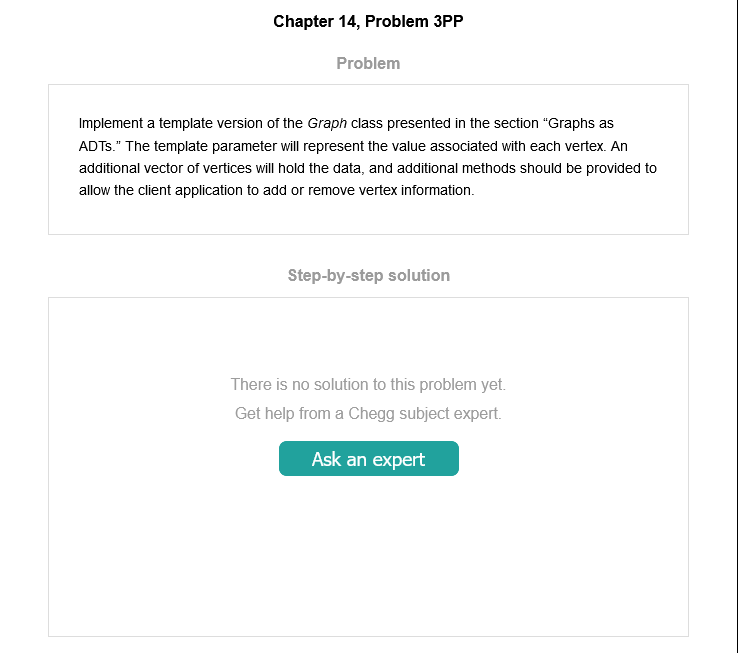 Chapter 14, Problem 3PP
Problem
Implement a template version of the Graph class presented in the section “Graphs as
ADTs.” The template parameter will represent the value associated with each vertex. An
additional vector of vertices will hold the data, and additional methods should be provided to
allow the client application to add or remove vertex information.
Step-by-step solution
There is no solution to this problem yet.
Get help from a Chegg subject expert.
Ask an expert